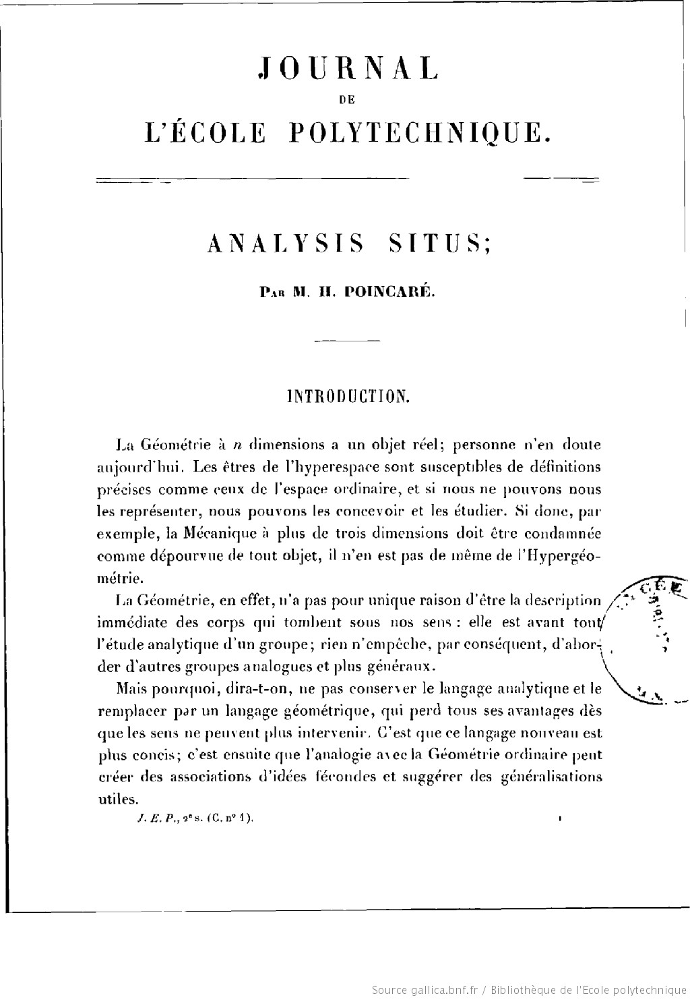 JOURNAL
DE
L'ÉCOLE POLYTECHNIQUE.
ANALYSIS SITUS;
PAR M. H. POINCARÉ.
INTRODUCTION.
La Géométrie à n dimensions a un objet réel; personne n'en doute
aujourd'hui. Les êtres de l'hyperespace sont susceptibles de définitions
précises comme ceux de l'espace ordinaire, et si nous ne pouvons nous
les représenter, nous pouvons les concevoir et les étudier. Si donc, par
exemple, la Mécanique à plus de trois dimensions doit être condamnée
comme dépourvue de tout objet, il n'en est pas de même de l'Hypergéo-
métrie.
La Géométrie, en effet, n'a pas pour unique raison d'être la description
immédiate des corps qui tombent sous nos sens : elle est avant tout
l'étude analytique d'un groupe; rien n'empêche, par conséquent, d'abor-
der d'autres groupes analogues et plus généraux.
Mais pourquoi, dira-t-on, ne pas conserver le langage analytique et le
remplacer par un langage géométrique, qui perd tous ses avantages dès
que les sens ne peuvent plus intervenir. C'est que ce langage nouveau est
plus concis; c'est ensuite que l'analogie avec la Géométrie ordinaire peut
créer des associations d'idées fécondes et suggérer des généralisations
utiles.
J. E. P., 2e s. (C. n° 1). 1
Source gallica.bnf.fr / Bibliothèque de l'Ecole polytechnique